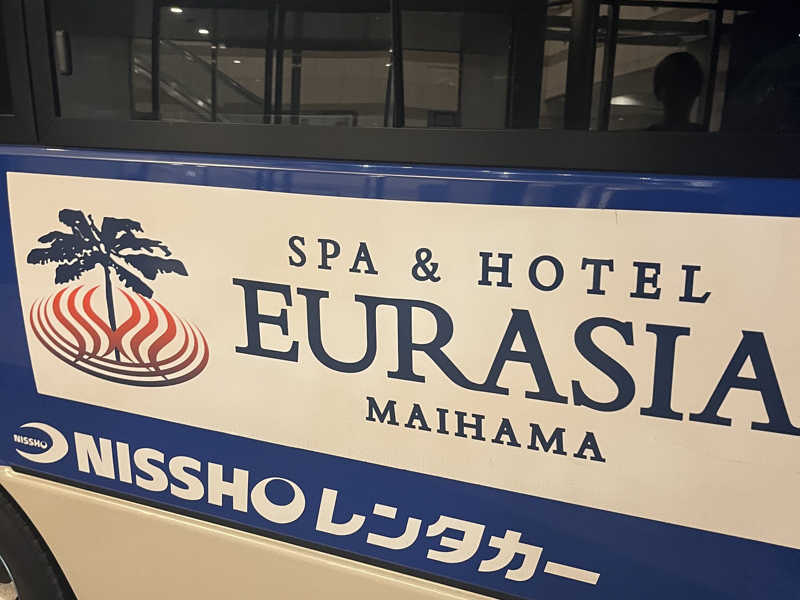 SPA & HOTEL
EURASIA
MAIHAMA
NISSHO
NISSHOレンタカー